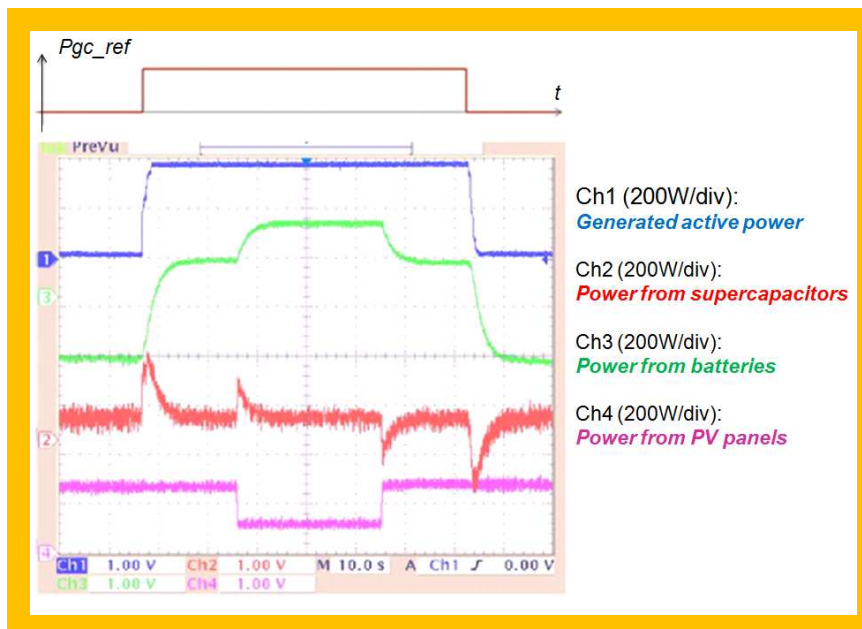 Pgc_ref
t
PreVu
1
3
2
4
Ch1 (200W/div):
Generated active power
Ch2 (200W/div):
Power from supercapacitors
Ch3 (200W/div):
Power from batteries
Ch4 (200W/div):
Power from PV panels
Ch1 1.00 V Ch2 1.00 V M 10.0 s A Ch1 ʃ 0.00 V
Ch3 1.00 V Ch4 1.00 V